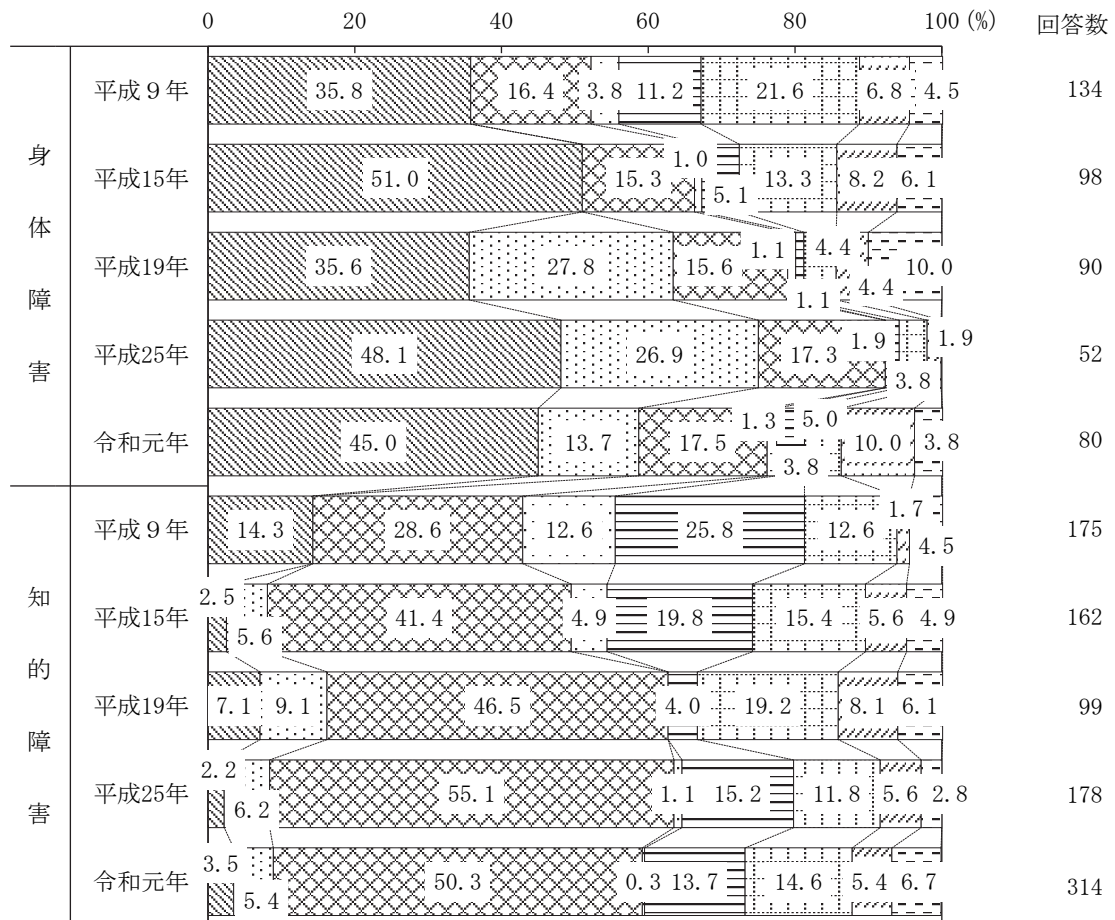 0 20 40 60 80 100 (%) 回答数
身体障害
平成９年 35.8 16.4 3.8 11.2 21.6 6.8 4.5 134
平成15年 51.0 15.3 1.0 5.1 13.3 8.2 6.1 98
平成19年 35.6 27.8 15.6 1.1 1.1 4.4 4.4 10.0 90
平成25年 48.1 26.9 17.3 1.9 3.8 1.9 52
令和元年 45.0 13.7 17.5 1.3 5.0 3.8 10.0 3.8 80
知的障害
平成９年 14.3 28.6 12.6 25.8 12.6 1.7 4.5 175
平成15年 2.5 5.6 41.4 4.9 19.8 15.4 5.6 4.9 162
平成19年 7.1 9.1 46.5 4.0 19.2 8.1 6.1 99
平成25年 2.2 6.2 55.1 1.1 15.2 11.8 5.6 2.8 178
令和元年 3.5 5.4 50.3 0.3 13.7 14.6 5.4 6.7 314